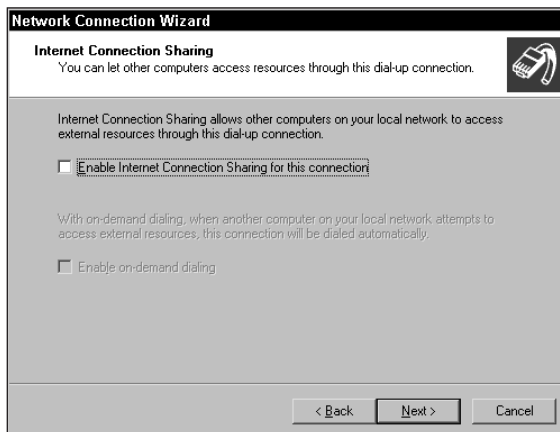 Network Connection Wizard
Internet Connection Sharing
You can let other computers access resources through this dial-up connection.
Internet Connection Sharing allows other computers on your local network to access
external resources through this dial-up connection.
Enable Internet Connection Sharing for this connection
With on-demand dialing, when another computer on your local network attempts to
access external resources, this connection will be dialed automatically.
Enable on-demand dialing
< Back Next > Cancel